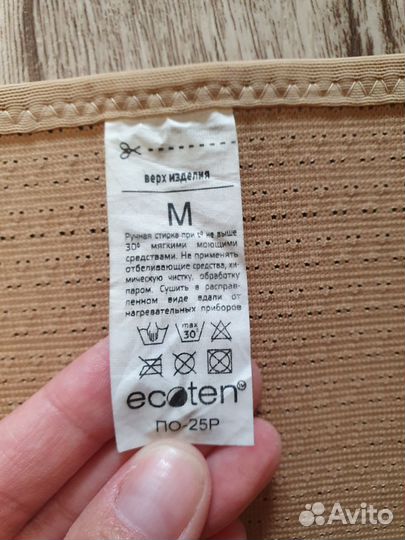 верх изделия
M
Ручная стирка при t° не выше
30° мягкими моющими
средствами. Не применять
отбеливающие средства, хи-
мическую чистку, обработку
паром. Сушить в расправ-
ленном виде вдали от
нагревательных приборов
max
30°
ecoten™
ПО-25Р
Avito